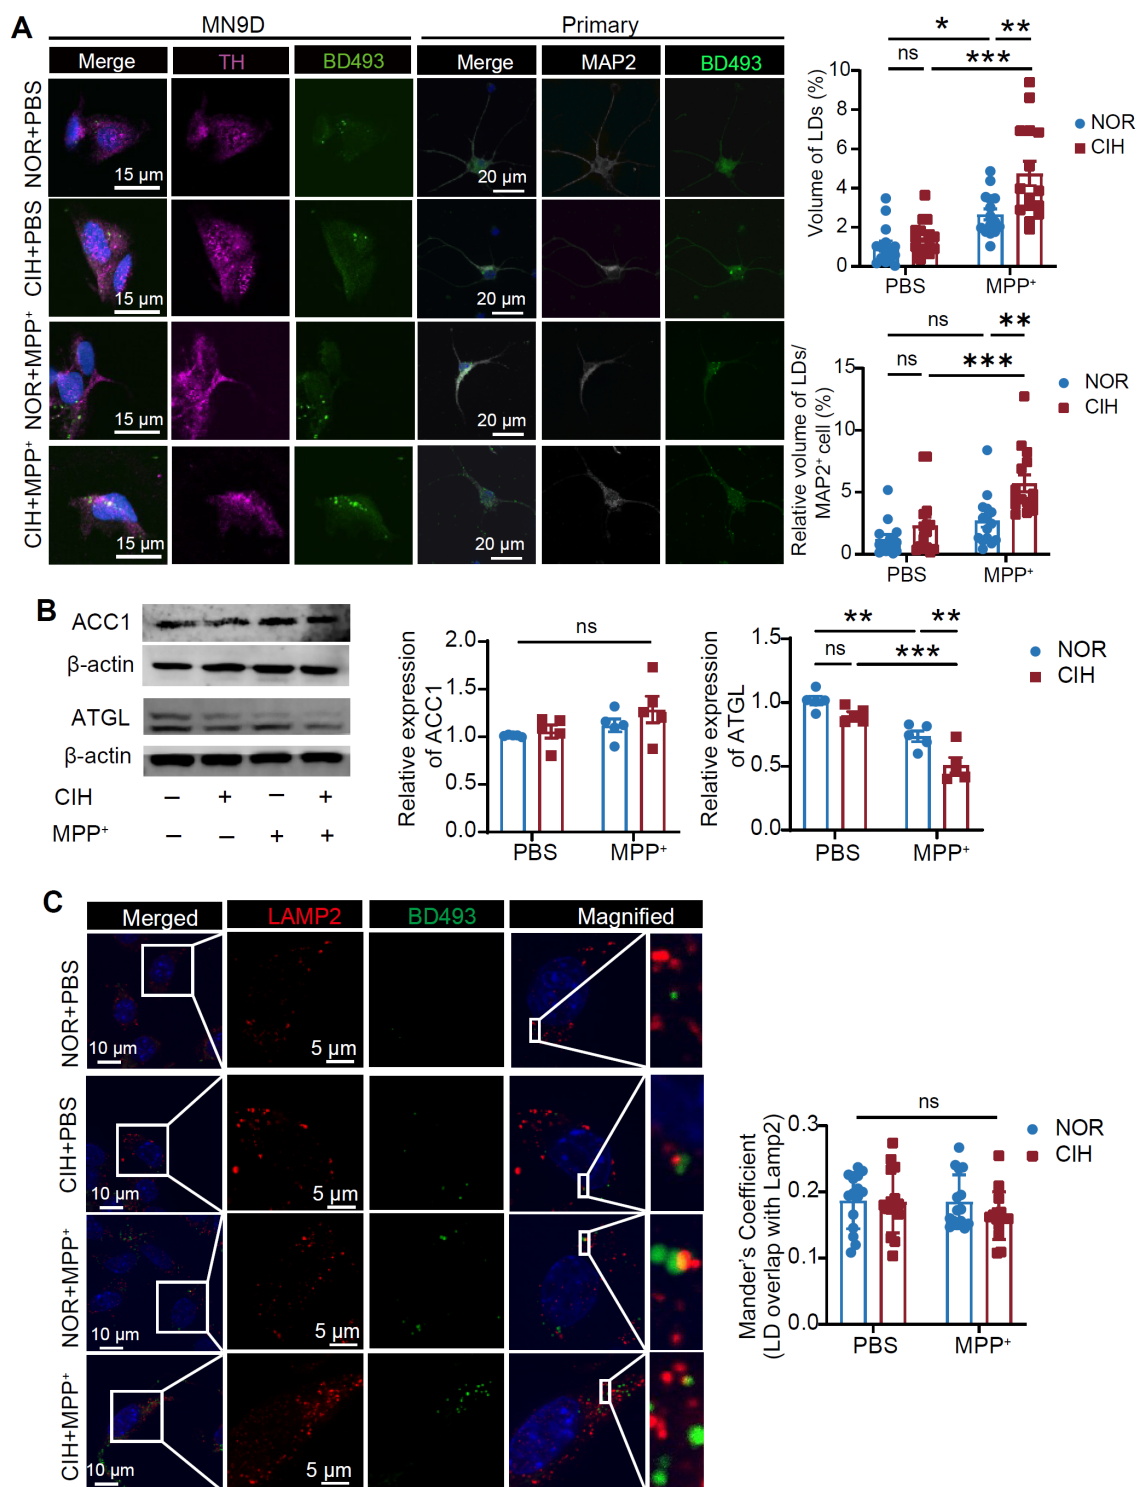 A
MN9D
Primary
Merge TH BD493 Merge MAP2 BD493
NOR+PBS
15 µm
20 µm
CIH+PBS
15 µm
20 µm
NOR+MPP⁺
15 µm
20 µm
CIH+MPP⁺
15 µm
20 µm
* **
ns ***
Volume of LDs (%)
10
8
6
4
2
0
PBS MPP⁺
NOR
CIH
ns **
ns ***
Relative volume of LDs/
MAP2⁺ cell (%)
15
10
5
0
PBS MPP⁺
NOR
CIH
B
ACC1
β-actin
ATGL
β-actin
CIH − + − +
MPP⁺ − − + +
ns
Relative expression
of ACC1
2.0
1.5
1.0
0.5
0.0
PBS MPP⁺
** **
ns ***
Relative expression
of ATGL
1.5
1.0
0.5
0.0
PBS MPP⁺
NOR
CIH
C
Merged LAMP2 BD493 Magnified
NOR+PBS
10 µm
5 µm
CIH+PBS
10 µm
5 µm
NOR+MPP⁺
10 µm
5 µm
CIH+MPP⁺
10 µm
5 µm
ns
Mander's Coefficient
(LD overlap with Lamp2)
0.3
0.2
0.1
0.0
PBS MPP⁺
NOR
CIH